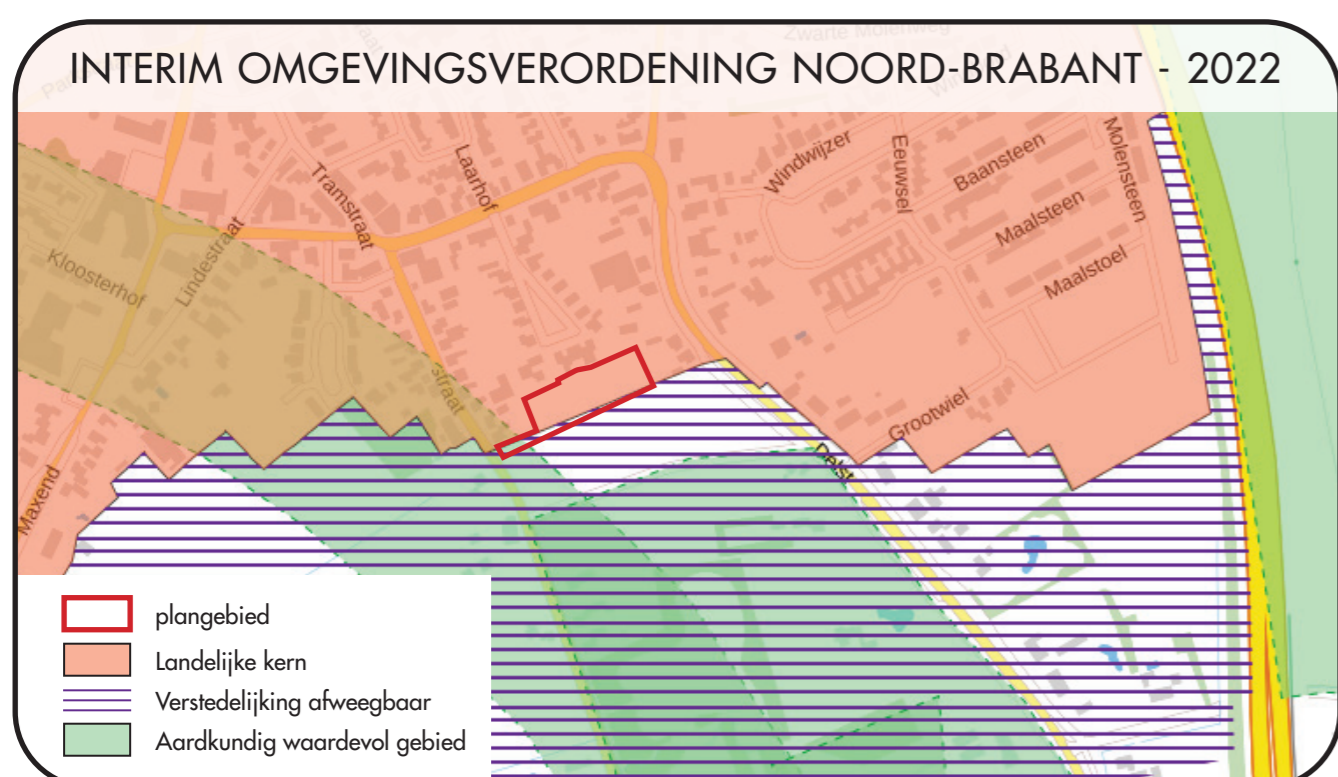 INTERIM OMGEVINGSVERORDENING NOORD-BRABANT - 2022
Zwarte Molenweg
Tramstraat
Laarhof
Windwijzer
Eeuwsel
Baansteen
Molensteen
Maalsteen
Maalstoel
Kloosterhof
Lindestraat
straat
Grootwiel
Delst
Maxend
plangebied
Landelijke kern
Verstedelijking afweegbaar
Aardkundig waardevol gebied